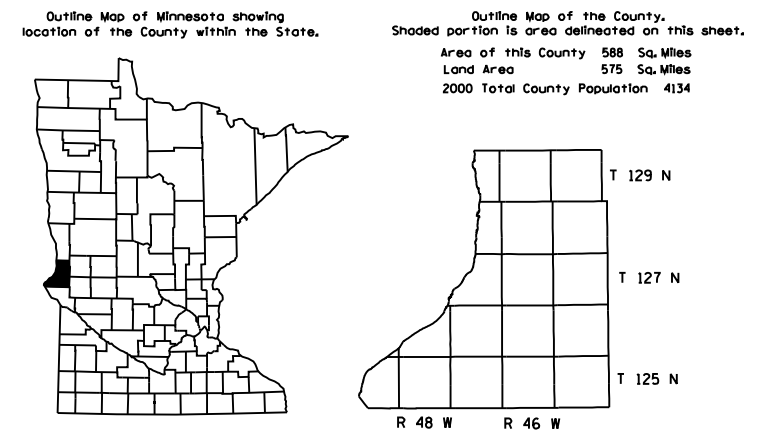 Outline Map of Minnesota showing
location of the County within the State.
Outline Map of the County.
Shaded portion is area delineated on this sheet.
Area of this County 588 Sq. Miles
Land Area 575 Sq. Miles
2000 Total County Population 4134
T 129 N
T 127 N
T 125 N
R 48 W R 46 W